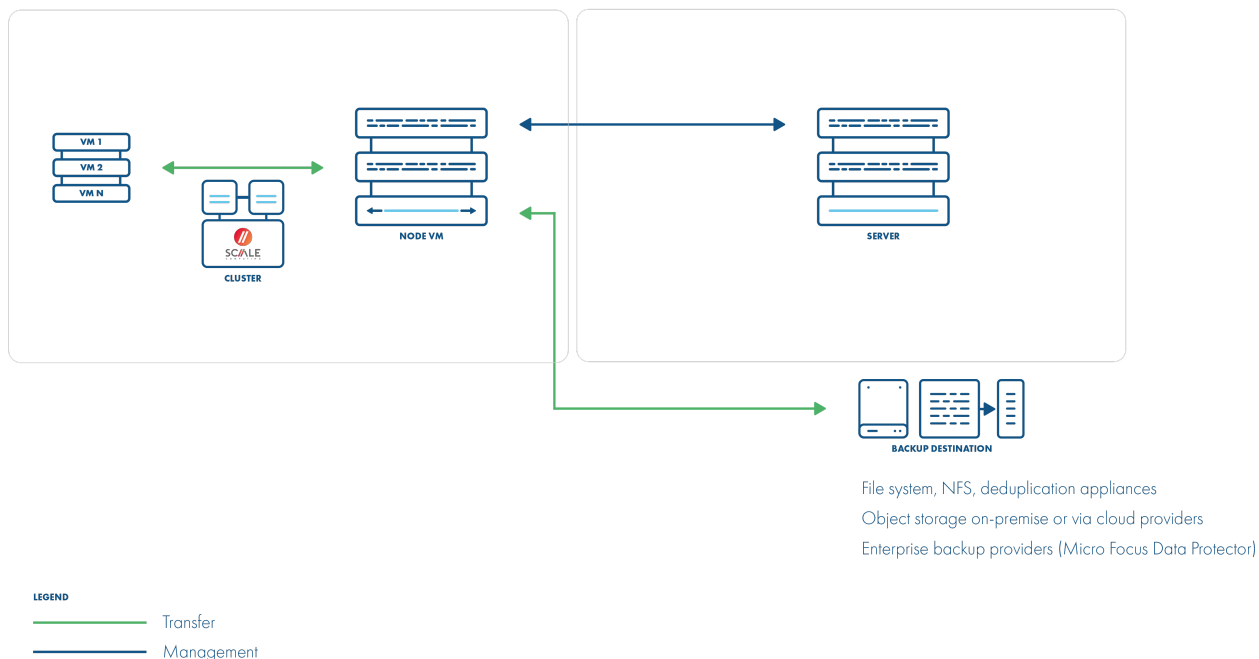 VM 1
VM 2
VM N
SCALE
COMPUTING
CLUSTER
NODE VM
SERVER
BACKUP DESTINATION
File system, NFS, deduplication appliances
Object storage on-premise or via cloud providers
Enterprise backup providers (Micro Focus Data Protector)
LEGEND
Transfer
Management